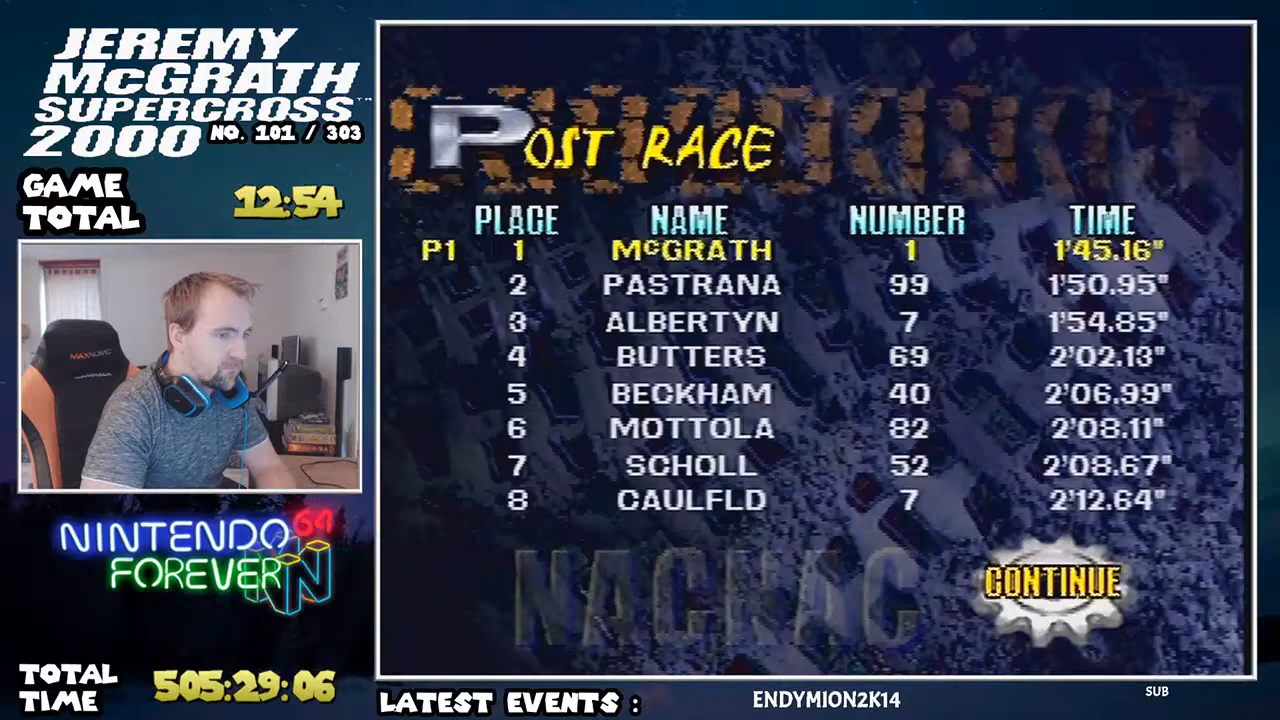 JEREMY
McGRATH
SUPERCROSS™
2000 NO. 101 / 303
GAME
TOTAL
12:54
MAXNOMIC
NINTENDO 64
FOREVER
TOTAL
TIME
505:29:06
POST RACE
PLACE NAME NUMBER TIME
P1 1 McGRATH 1 1'45.16"
2 PASTRANA 99 1'50.95"
3 ALBERTYN 7 1'54.85"
4 BUTTERS 69 2'02.13"
5 BECKHAM 40 2'06.99"
6 MOTTOLA 82 2'08.11"
7 SCHOLL 52 2'08.67"
8 CAULFLD 7 2'12.64"
NACNAC
CONTINUE
LATEST EVENTS :
ENDYMION2K14
SUB